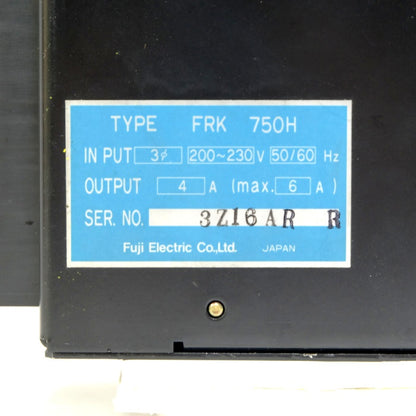 TYPE FRK 750H
IN PUT 3φ 200~230 V 50/60 Hz
OUTPUT 4 A (max. 6 A)
SER. NO. 3Z16AR R
Fuji Electric Co.,Ltd. JAPAN